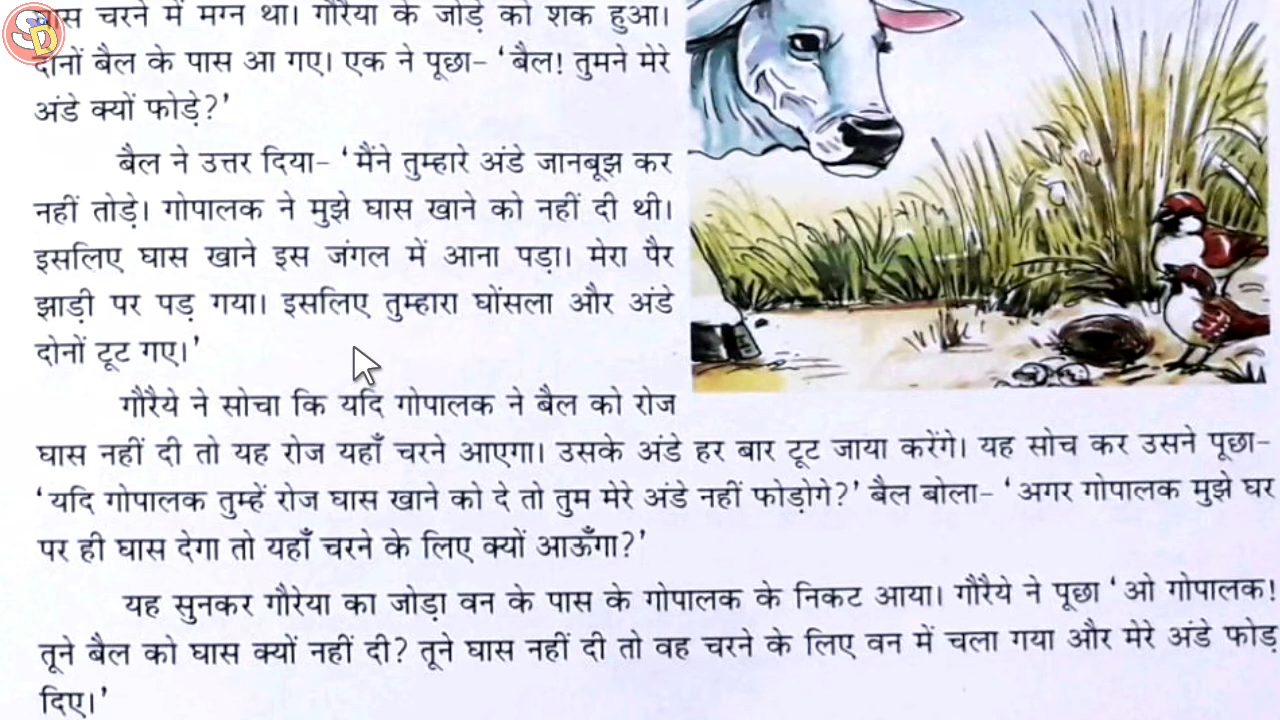 घास चरने में मग्न था। गौरैया के जोड़े को शक हुआ।
दोनों बैल के पास आ गए। एक ने पूछा- ‘बैल! तुमने मेरे
अंडे क्यों फोड़े?’
बैल ने उत्तर दिया- ‘मैंने तुम्हारे अंडे जानबूझ कर
नहीं तोड़े। गोपालक ने मुझे घास खाने को नहीं दी थी।
इसलिए घास खाने इस जंगल में आना पड़ा। मेरा पैर
झाड़ी पर पड़ गया। इसलिए तुम्हारा घोंसला और अंडे
दोनों टूट गए।’
गौरैये ने सोचा कि यदि गोपालक ने बैल को रोज
घास नहीं दी तो यह रोज यहाँ चरने आएगा। उसके अंडे हर बार टूट जाया करेंगे। यह सोच कर उसने पूछा-
‘यदि गोपालक तुम्हें रोज घास खाने को दे तो तुम मेरे अंडे नहीं फोड़ोगे?’ बैल बोला- ‘अगर गोपालक मुझे घर
पर ही घास देगा तो यहाँ चरने के लिए क्यों आऊँगा?’
यह सुनकर गौरेया का जोड़ा वन के पास के गोपालक के निकट आया। गौरैये ने पूछा ‘ओ गोपालक!
तूने बैल को घास क्यों नहीं दी? तूने घास नहीं दी तो वह चरने के लिए वन में चला गया और मेरे अंडे फोड़
दिए।’
SD